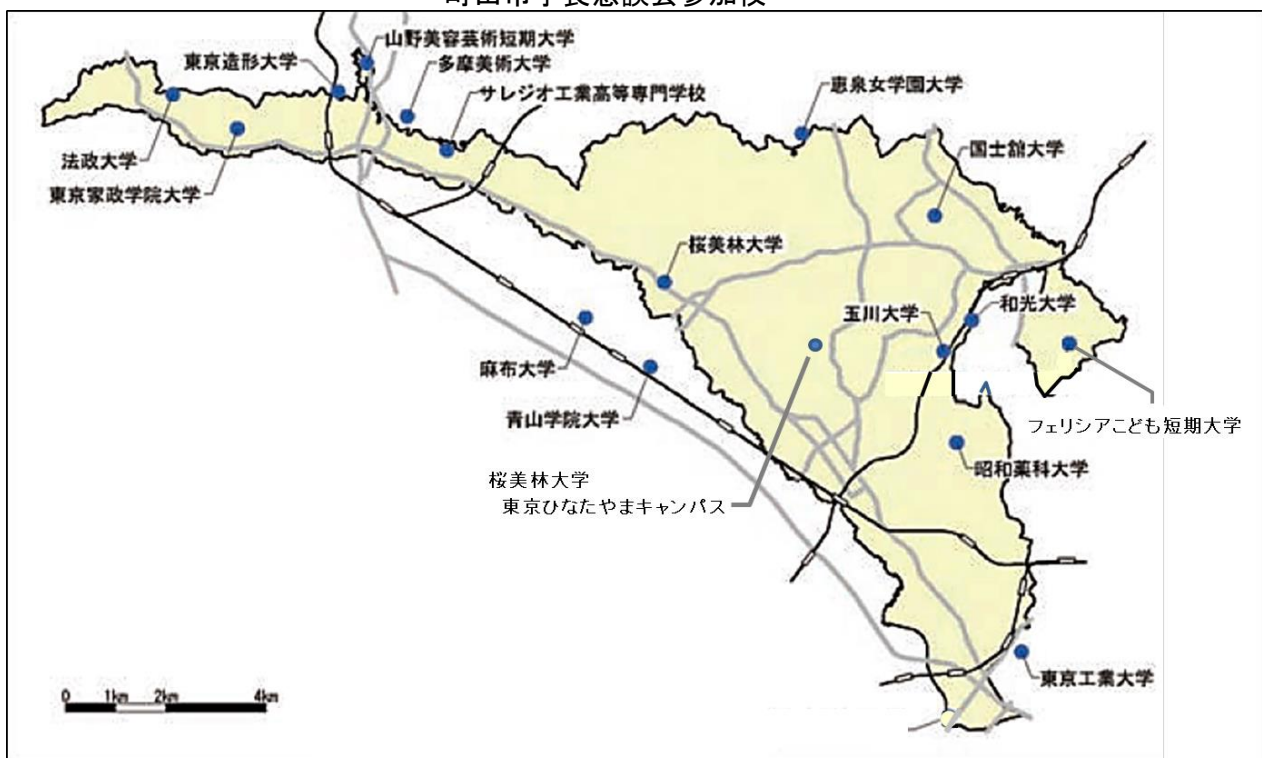 山野美容芸術短期大学
東京造形大学
多摩美術大学
サレジオ工業高等専門学校
恵泉女学園大学
法政大学
国士舘大学
東京家政学院大学
桜美林大学
和光大学
玉川大学
麻布大学
青山学院大学
フェリシアこども短期大学
昭和薬科大学
桜美林大学
東京ひなたやまキャンパス
東京工業大学
0 1km 2km 4km